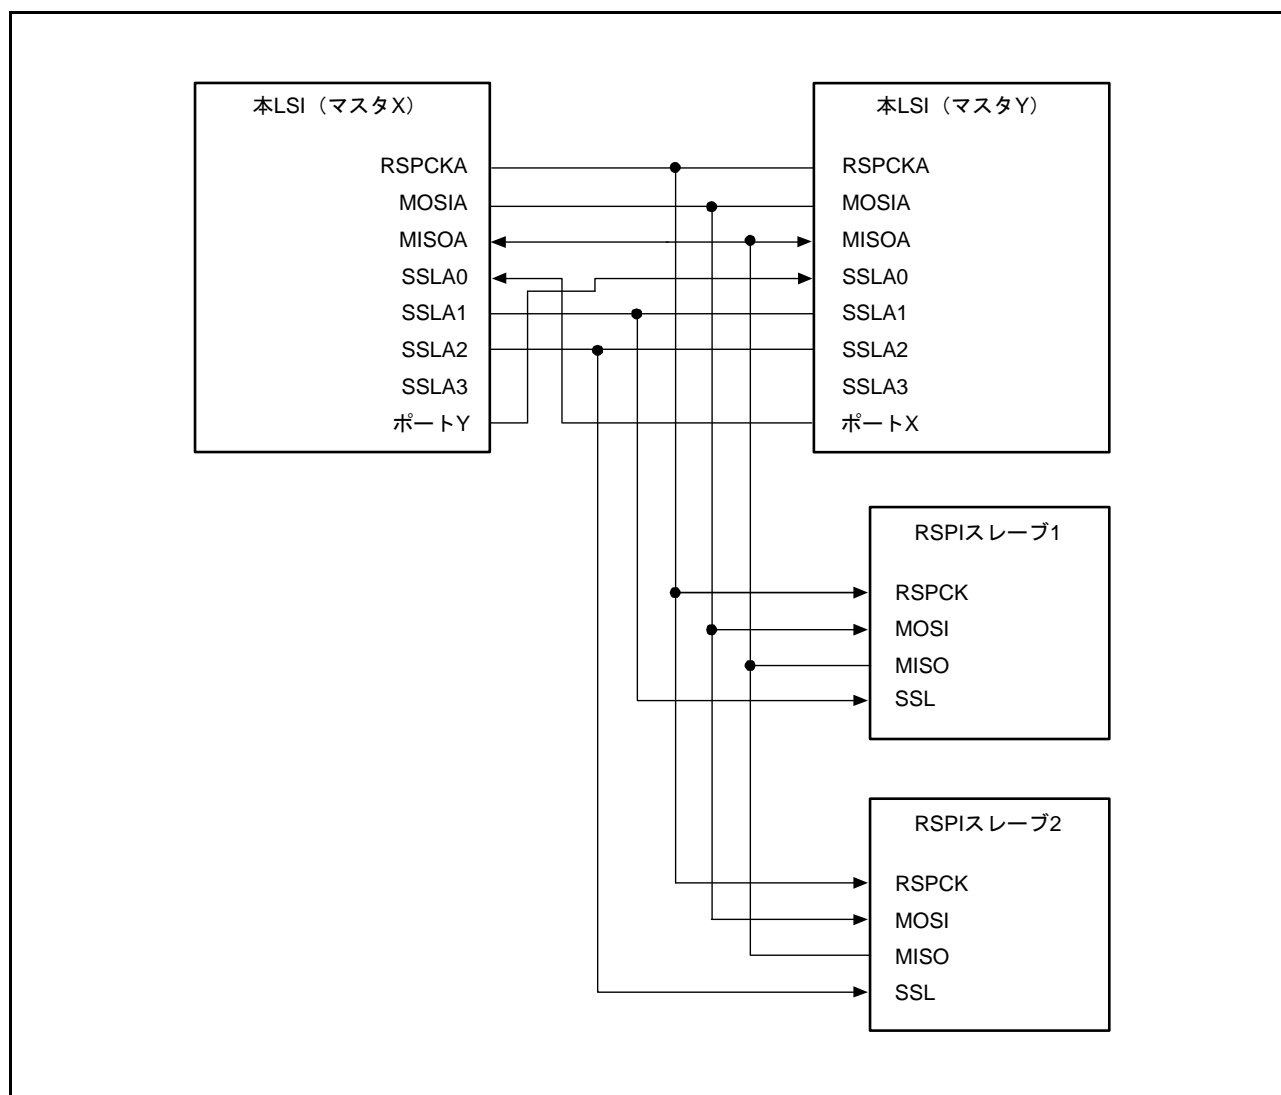 本LSI（マスタX）
RSPCKA
MOSIA
MISOA
SSLA0
SSLA1
SSLA2
SSLA3
ポートY
本LSI（マスタY）
RSPCKA
MOSIA
MISOA
SSLA0
SSLA1
SSLA2
SSLA3
ポートX
RSPIスレーブ1
RSPCK
MOSI
MISO
SSL
RSPIスレーブ2
RSPCK
MOSI
MISO
SSL